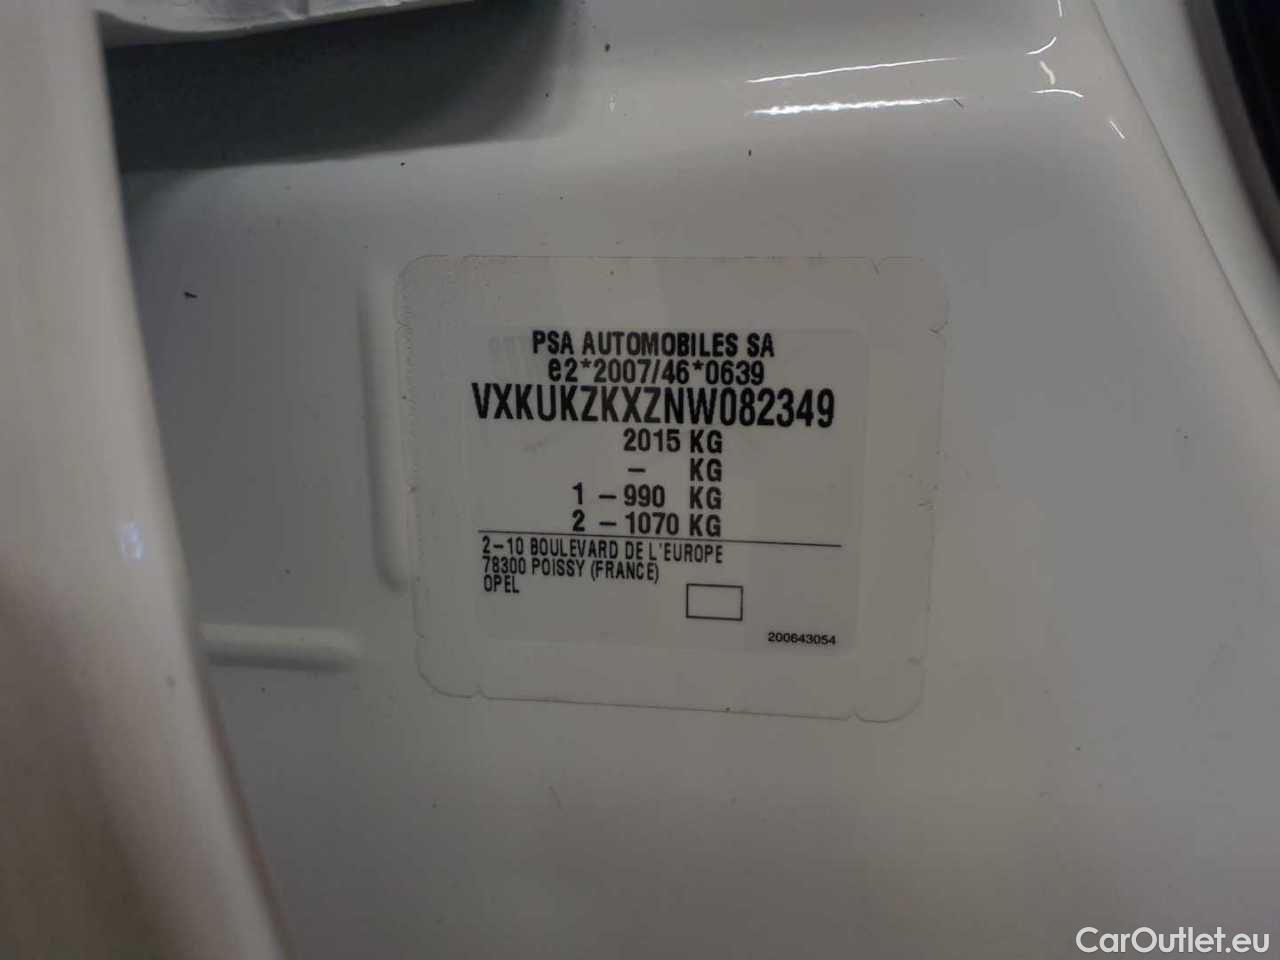 PSA AUTOMOBILES SA
e2*2007/46*0639
VXKUKZKXZNW082349
2015 KG
– KG
1 – 990 KG
2 – 1070 KG
2–10 BOULEVARD DE L'EUROPE
78300 POISSY (FRANCE)
OPEL
200643054
CarOutlet.eu